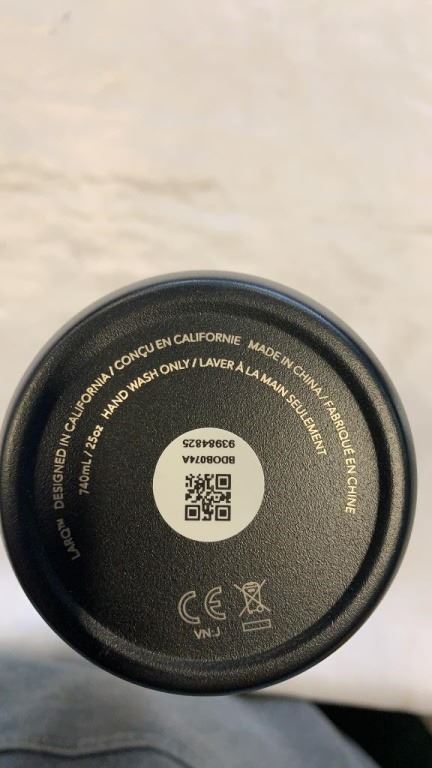 LARQ™ DESIGNED IN CALIFORNIA / CONÇU EN CALIFORNIE MADE IN CHINA / FABRIQUÉ EN CHINE
740mL / 25oz HAND WASH ONLY / LAVER À LA MAIN SEULEMENT
BDOB074A
93984825
CE
VN-J